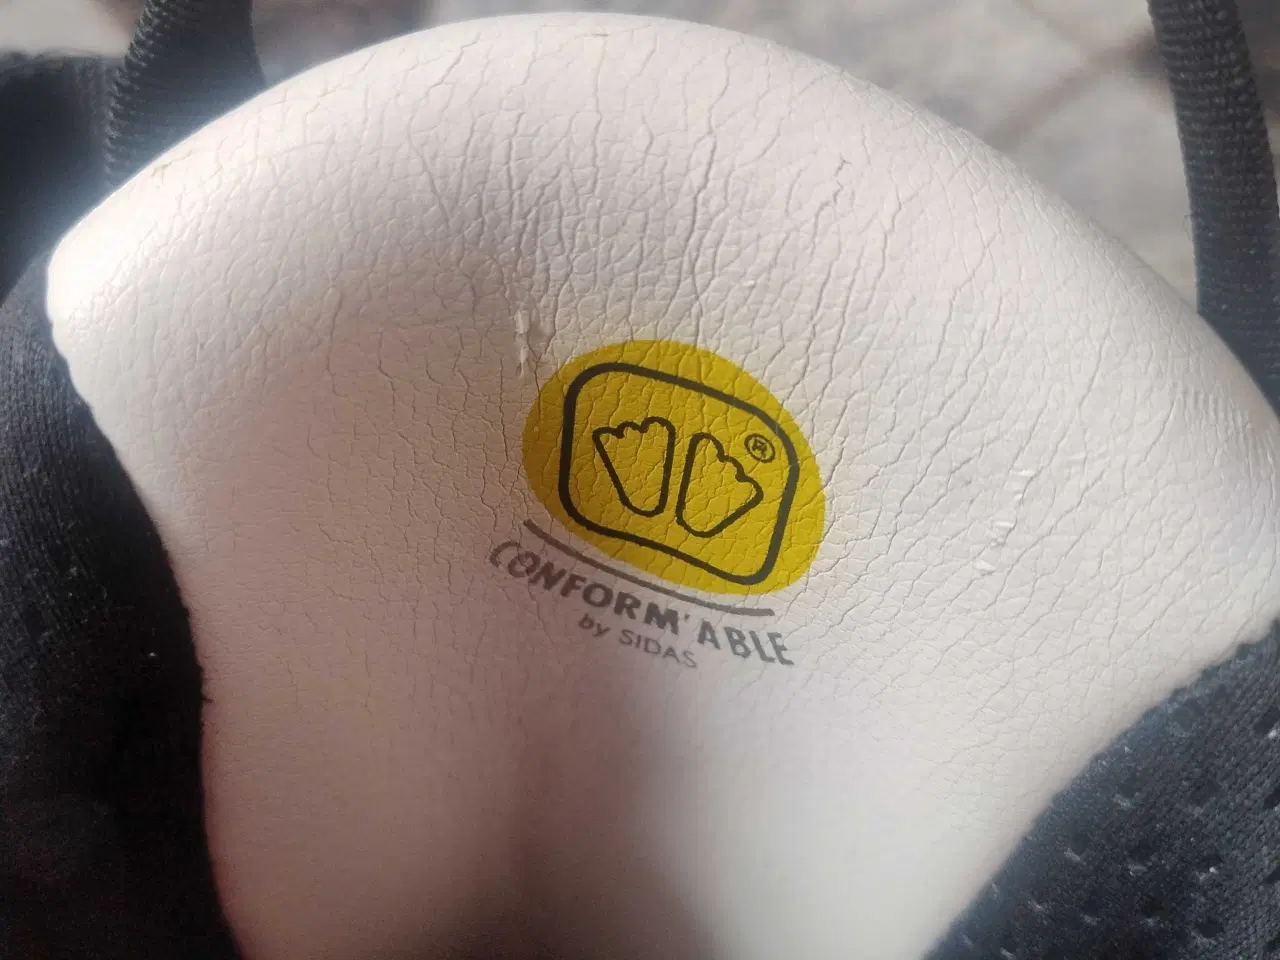 ®
CONFORM'ABLE
by SIDAS